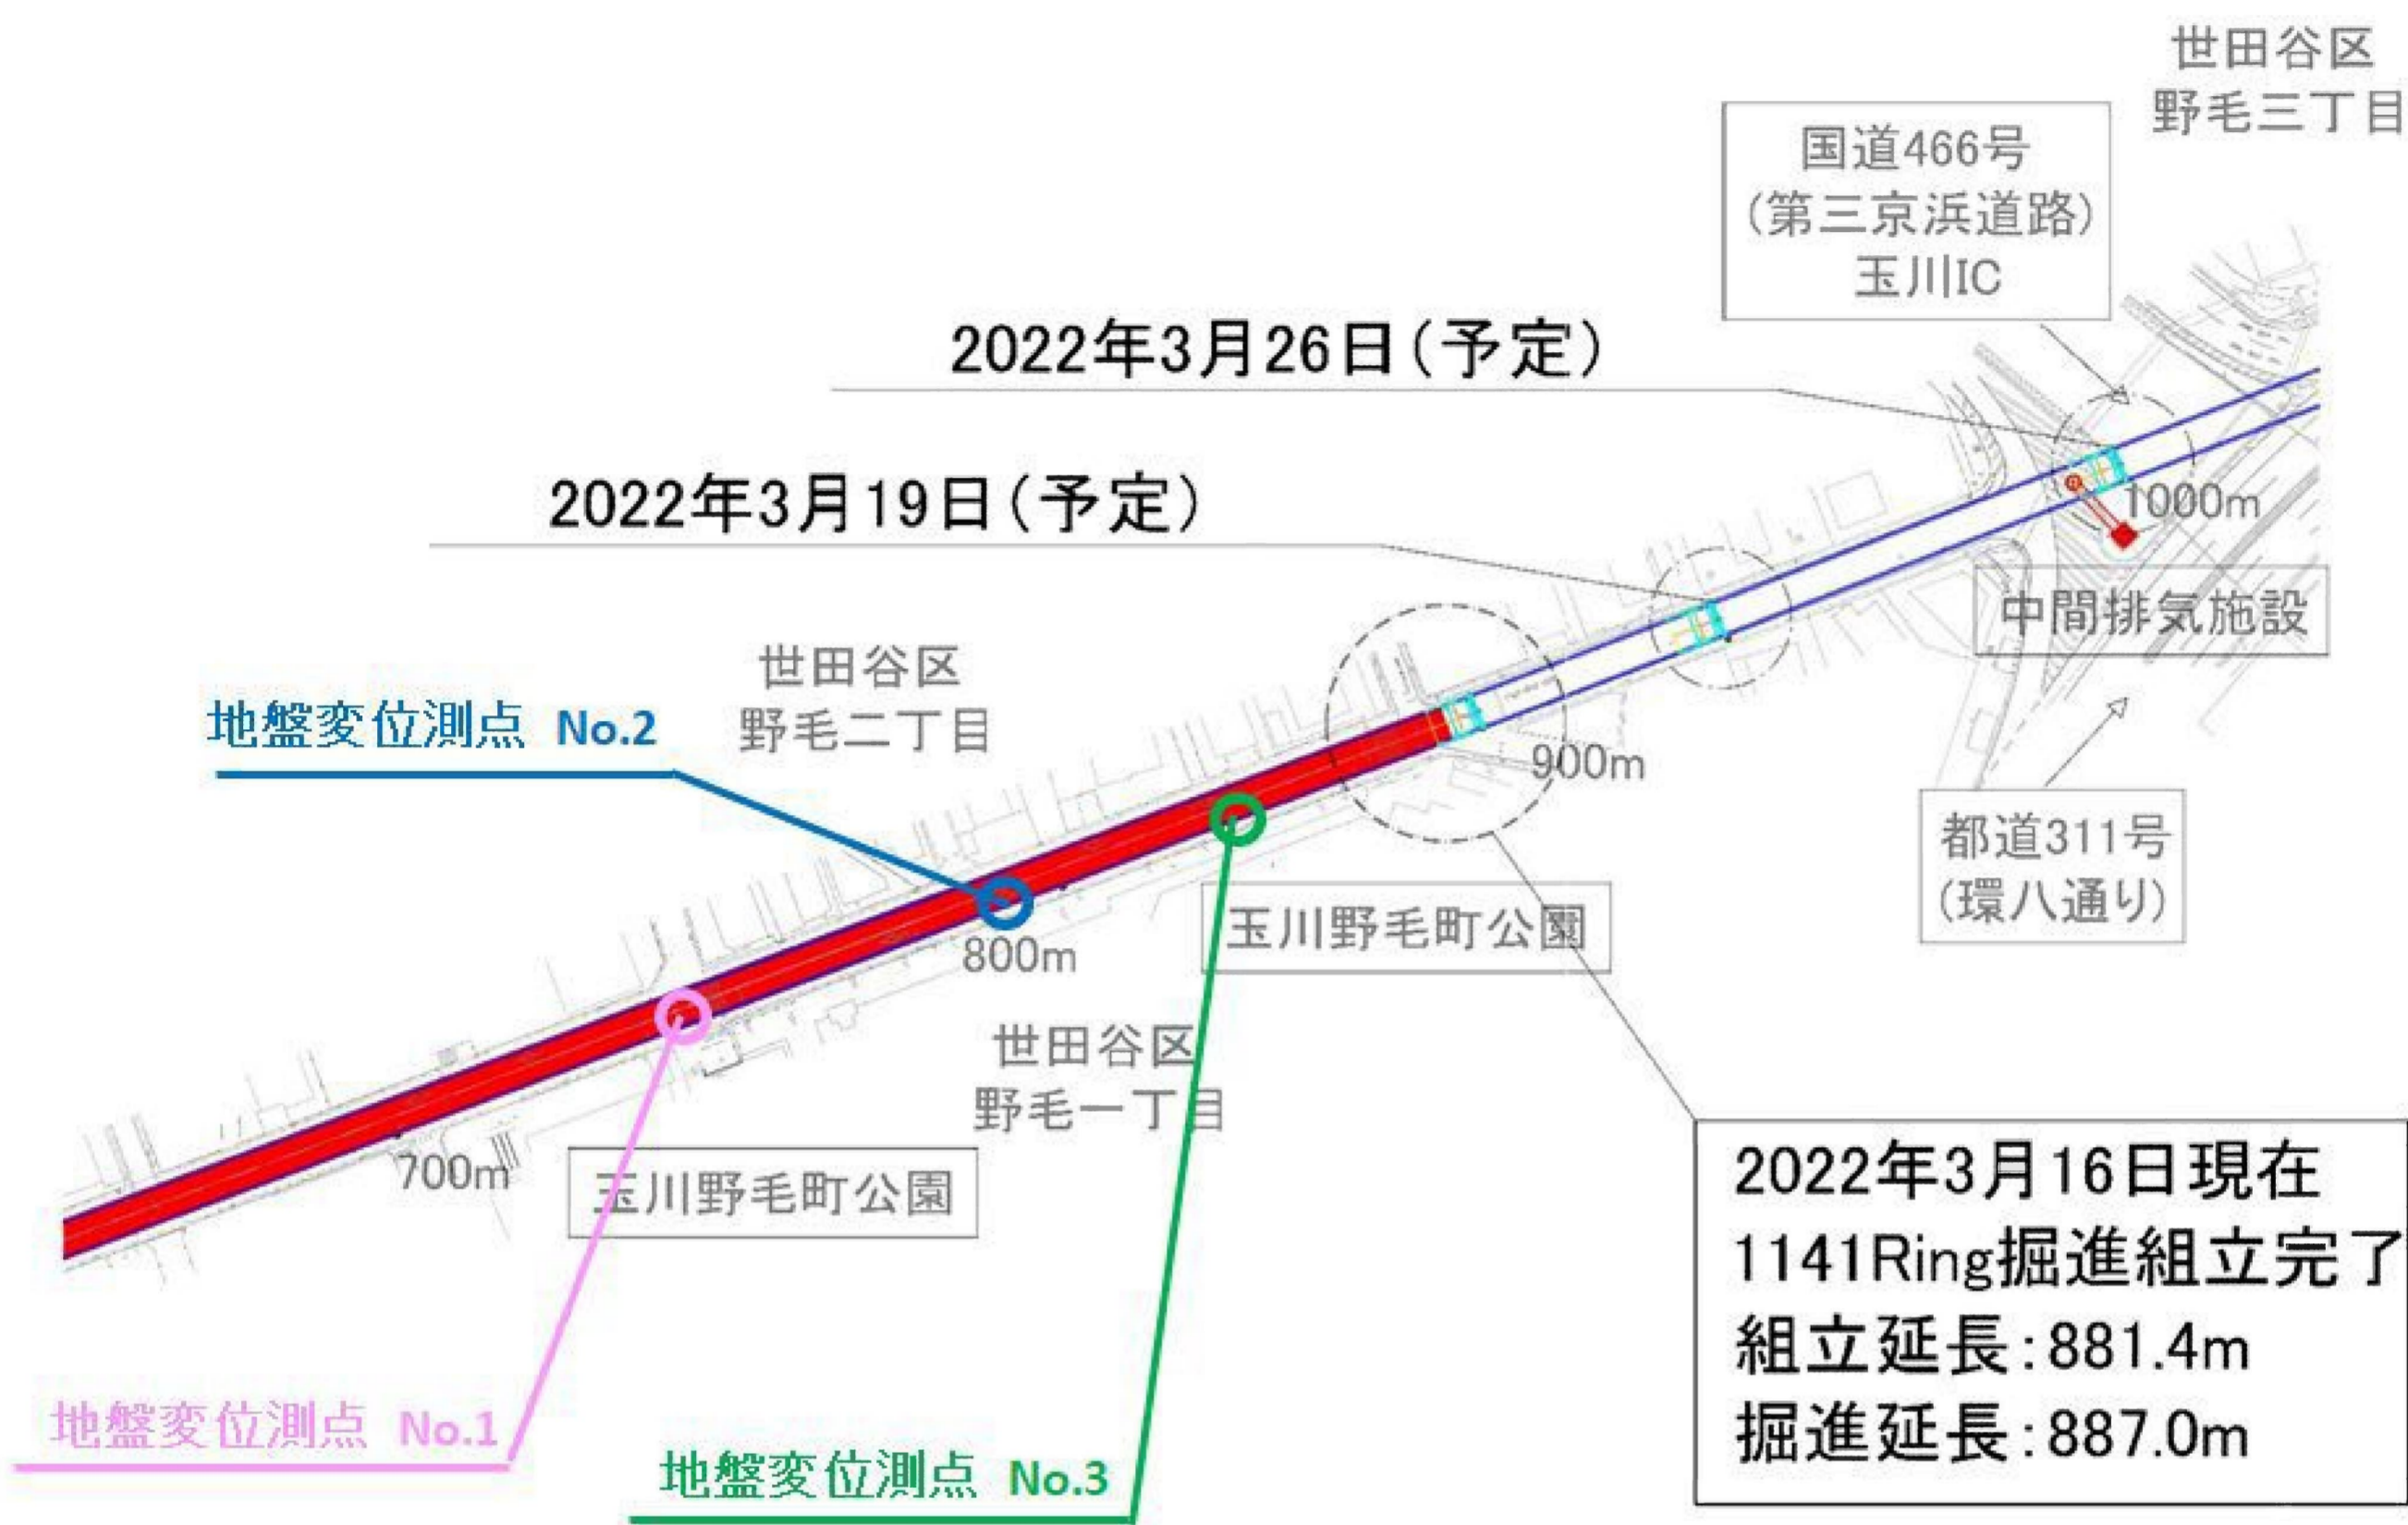 世田谷区
野毛三丁目
国道466号
(第三京浜道路)
玉川IC
2022年3月26日(予定)
2022年3月19日(予定)
1000m
中間排気施設
世田谷区
野毛二丁目
地盤変位測点 No.2
900m
都道311号
(環八通り)
玉川野毛町公園
800m
世田谷区
野毛一丁目
700m
玉川野毛町公園
2022年3月16日現在
1141Ring掘進組立完了
組立延長:881.4m
掘進延長:887.0m
地盤変位測点 No.1
地盤変位測点 No.3